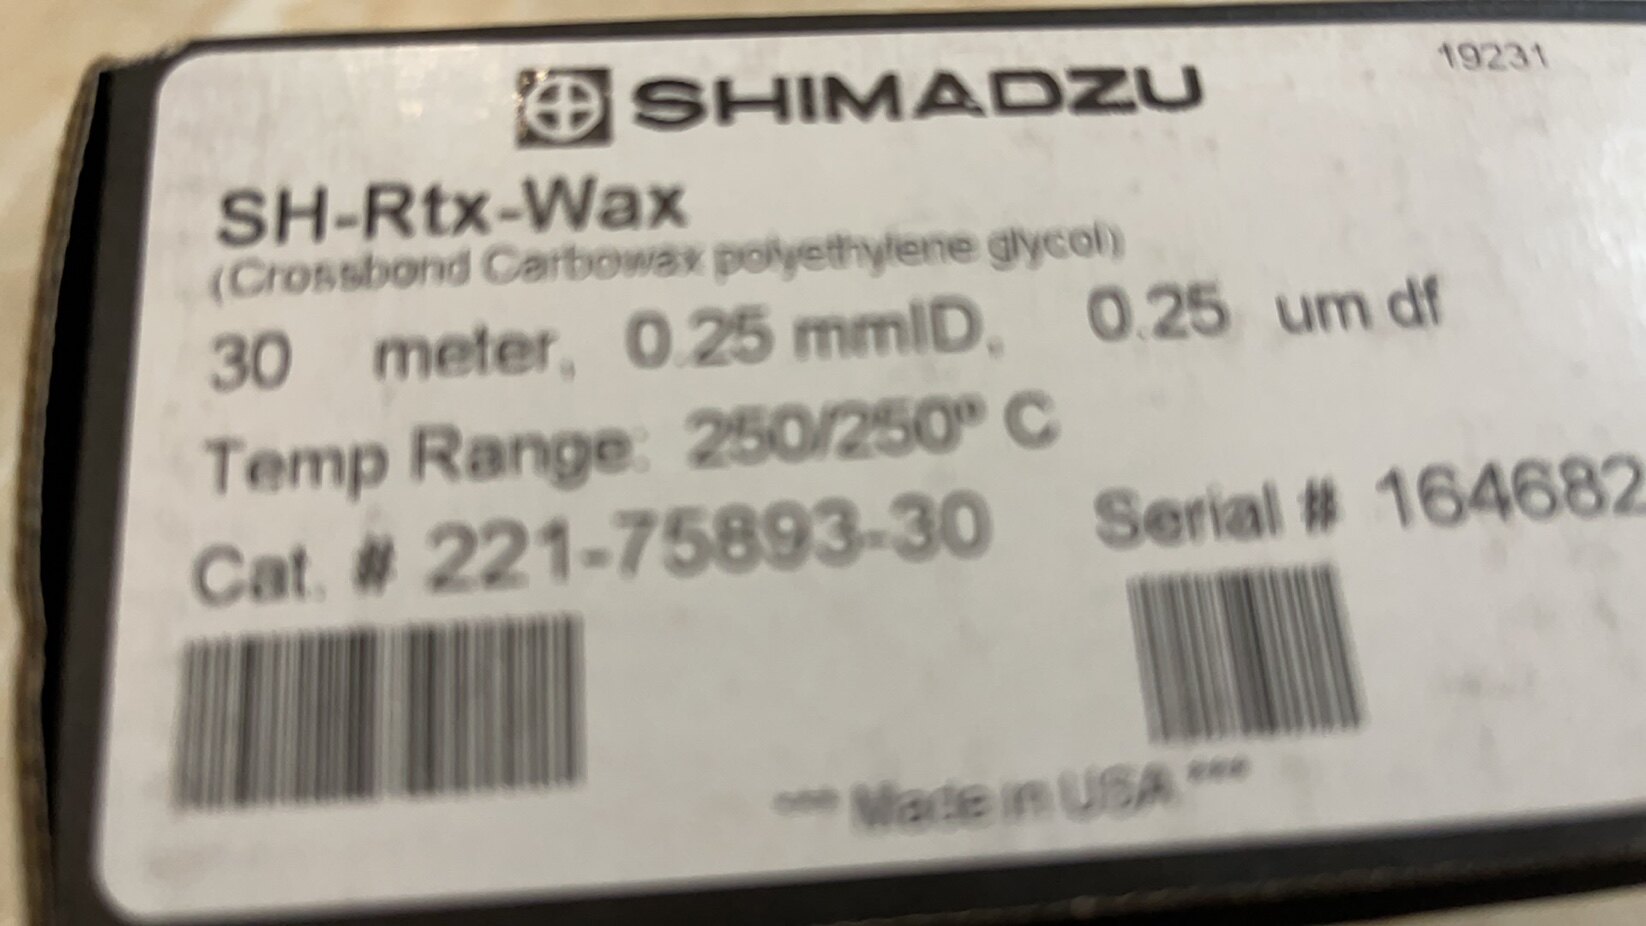 19231
SHIMADZU
SH-Rtx-Wax
(Crossbond Carbowax polyethylene glycol)
30 meter, 0.25 mmID, 0.25 um df
Temp Range: 250/250° C
Cat. # 221-75893-30 Serial # 164682
*** Made in USA ***